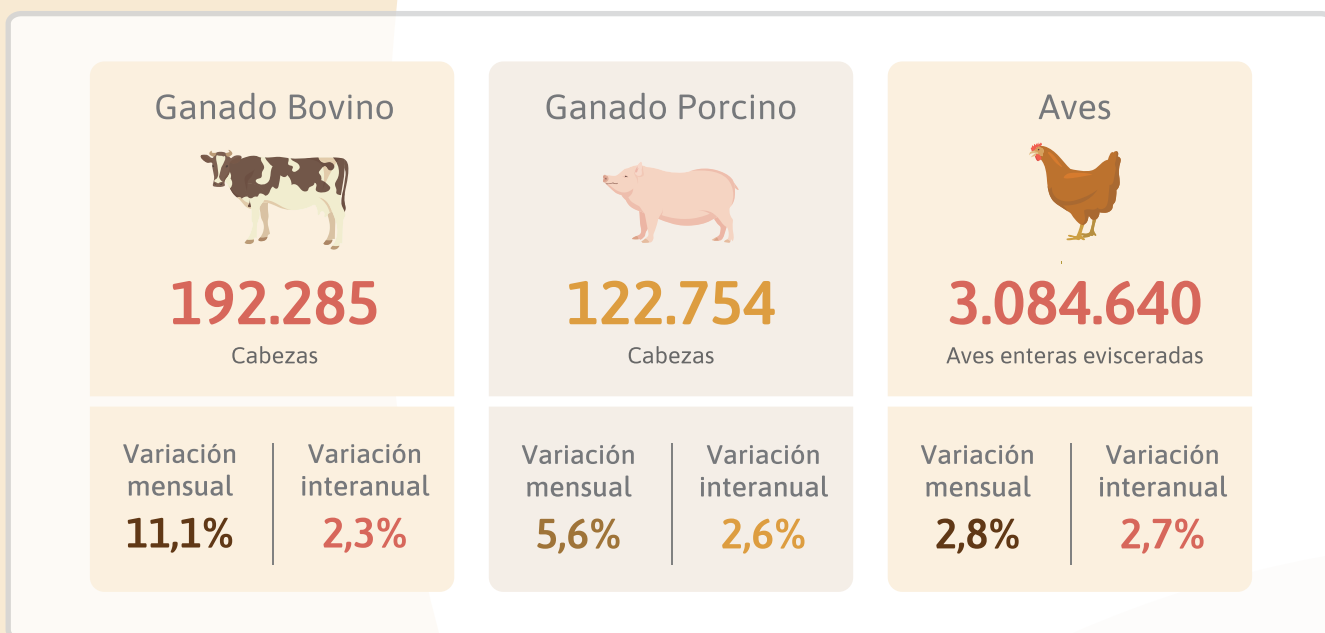 Ganado Bovino
192.285
Cabezas
Variación
mensual
11,1%
Variación
interanual
2,3%
Ganado Porcino
122.754
Cabezas
Variación
mensual
5,6%
Variación
interanual
2,6%
Aves
3.084.640
Aves enteras evisceradas
Variación
mensual
2,8%
Variación
interanual
2,7%